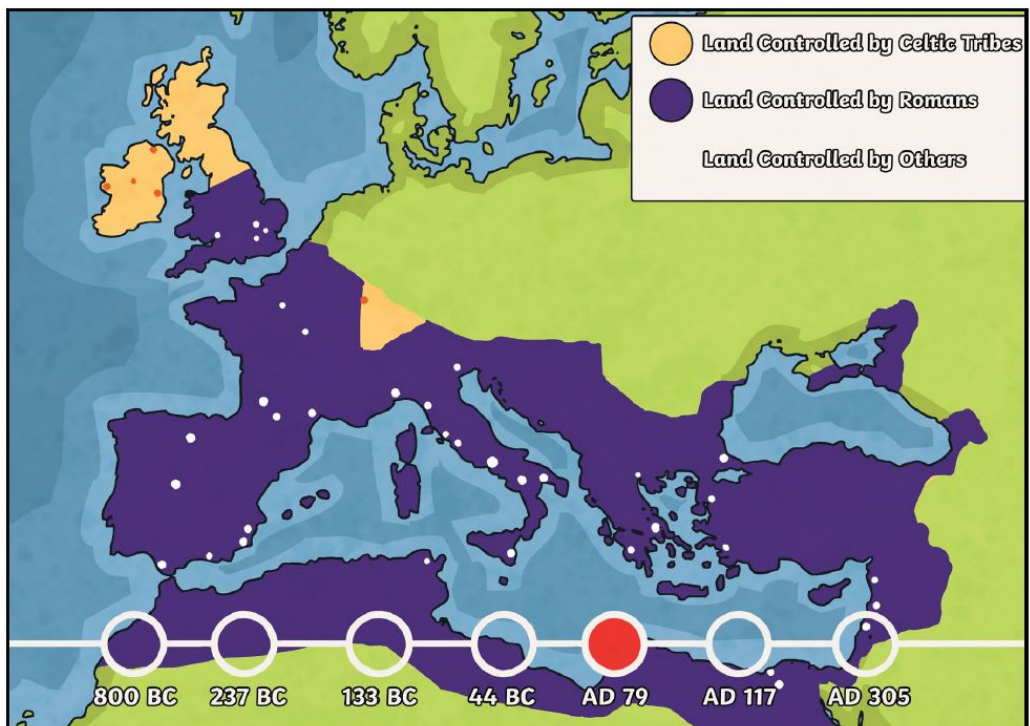 Land Controlled by Celtic Tribes
Land Controlled by Romans
Land Controlled by Others
800 BC
237 BC
133 BC
44 BC
AD 79
AD 117
AD 305